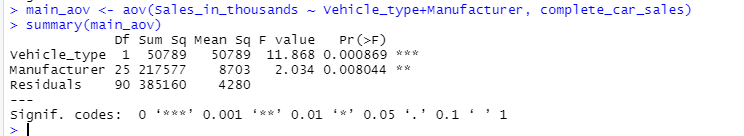 > main_aov <- aov(Sales_in_thousands ~ Vehicle_type+Manufacturer, complete_car_sales)
> summary(main_aov)
             Df Sum Sq Mean Sq F value   Pr(>F)
Vehicle_type  1  50789   50789  11.868 0.000869 ***
Manufacturer 25 217577    8703   2.034 0.008044 **
Residuals    90 385160    4280
---
Signif. codes:  0 ‘***’ 0.001 ‘**’ 0.01 ‘*’ 0.05 ‘.’ 0.1 ‘ ’ 1
>